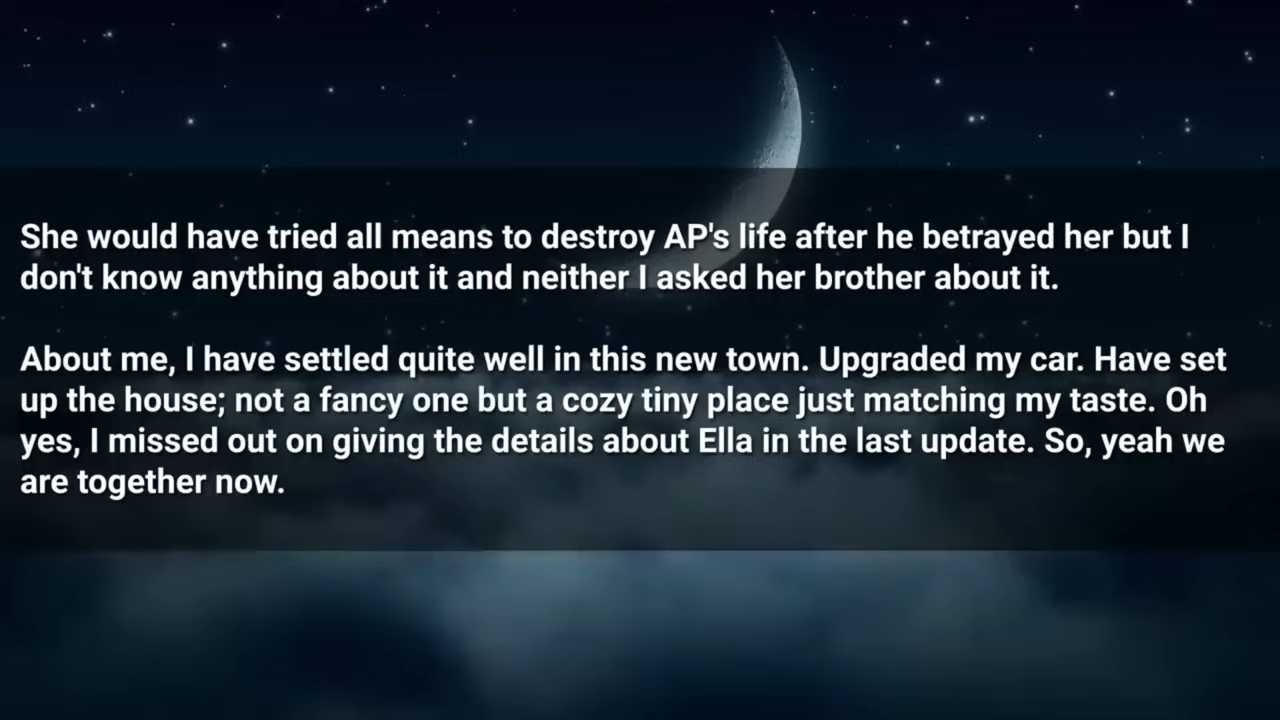 She would have tried all means to destroy AP's life after he betrayed her but I
don't know anything about it and neither I asked her brother about it.
About me, I have settled quite well in this new town. Upgraded my car. Have set
up the house; not a fancy one but a cozy tiny place just matching my taste. Oh
yes, I missed out on giving the details about Ella in the last update. So, yeah we
are together now.